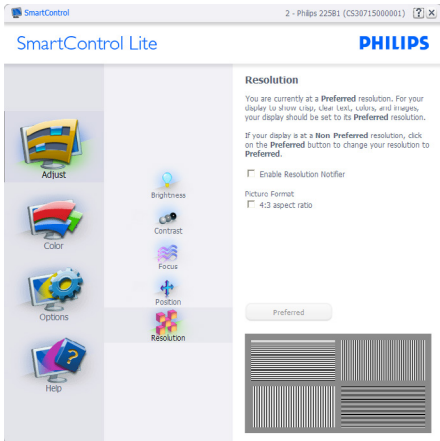 SmartControl
2 - Philips 225B1 (CS30715000001)
SmartControl Lite
PHILIPS
Adjust
Color
Options
Help
Brightness
Contrast
Focus
Position
Resolution
Resolution
You are currently at a Preferred resolution. For your
display to show crisp, clear text, colors, and images,
your display should be set to its Preferred resolution.
If your display is at a Non Preferred resolution, click
on the Preferred button to change your resolution to
Preferred.
Enable Resolution Notifier
Picture Format
4:3 aspect ratio
Preferred